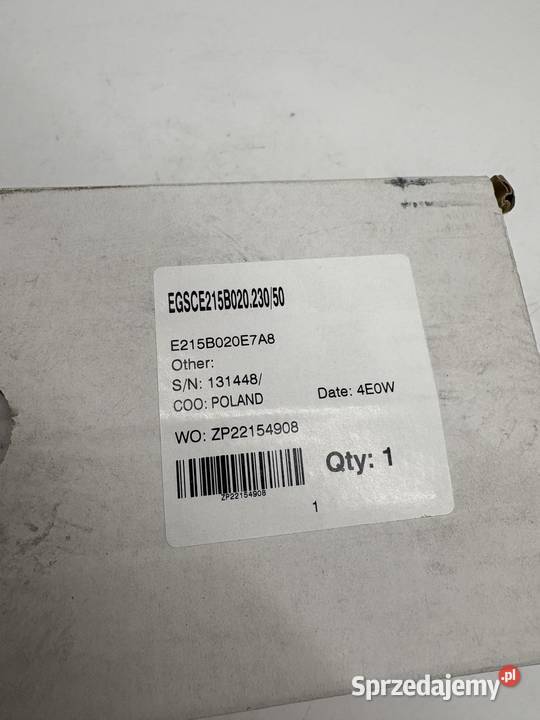 EGSCE215B020.230/50
E215B020E7A8
Other:
S/N: 131448/
COO: POLAND Date: 4E0W
WO: ZP22154908
Qty: 1
ZP22154908
1
Sprzedajemy.pl